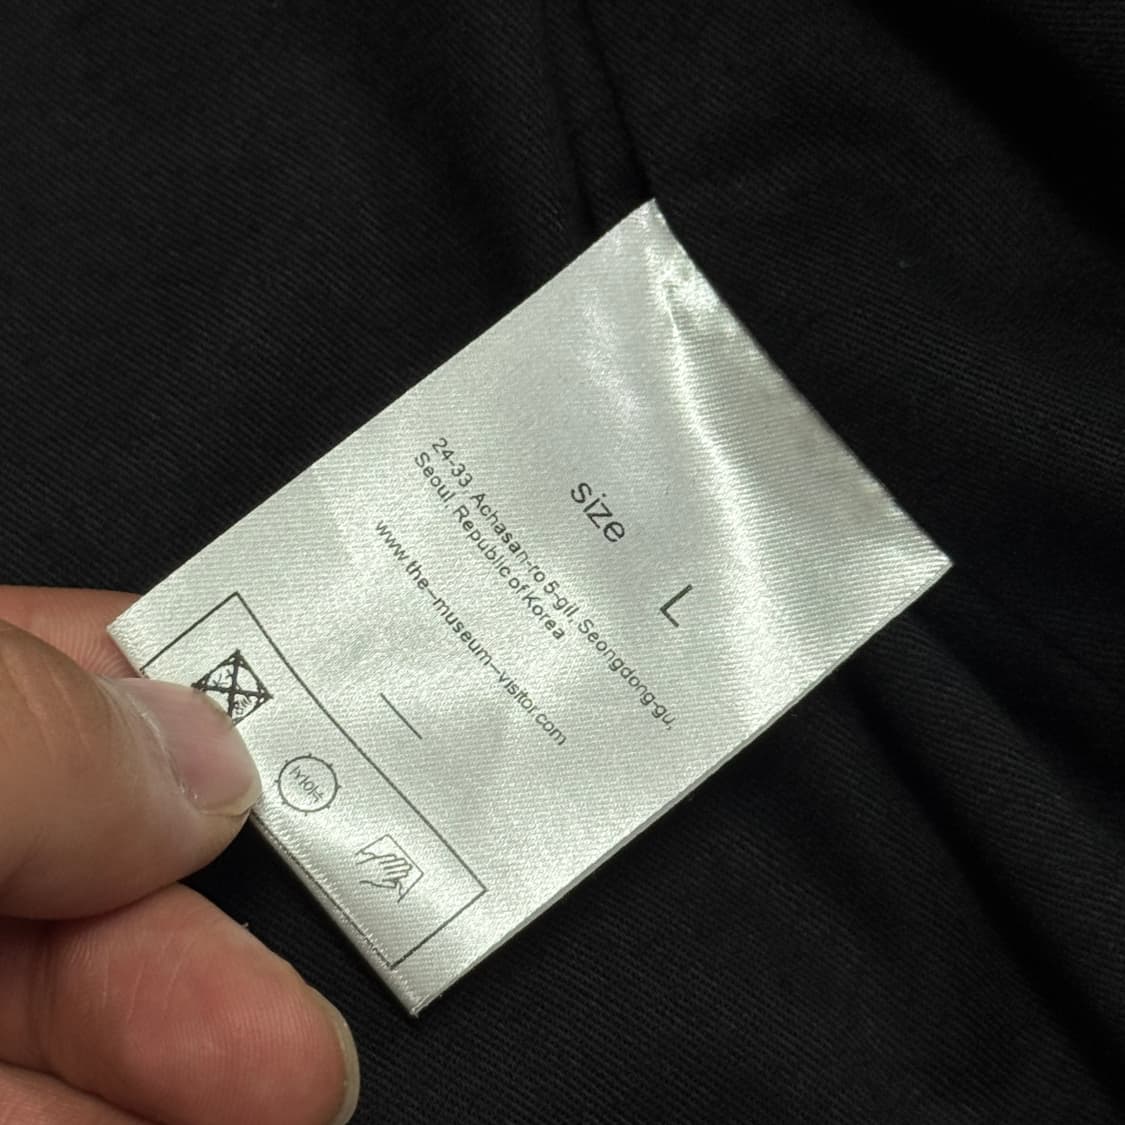 size L
24-33 Achasan-ro 5-gil, Seongdong-gu,
Seoul, Republic of Korea
www.the-museum-visitor.com